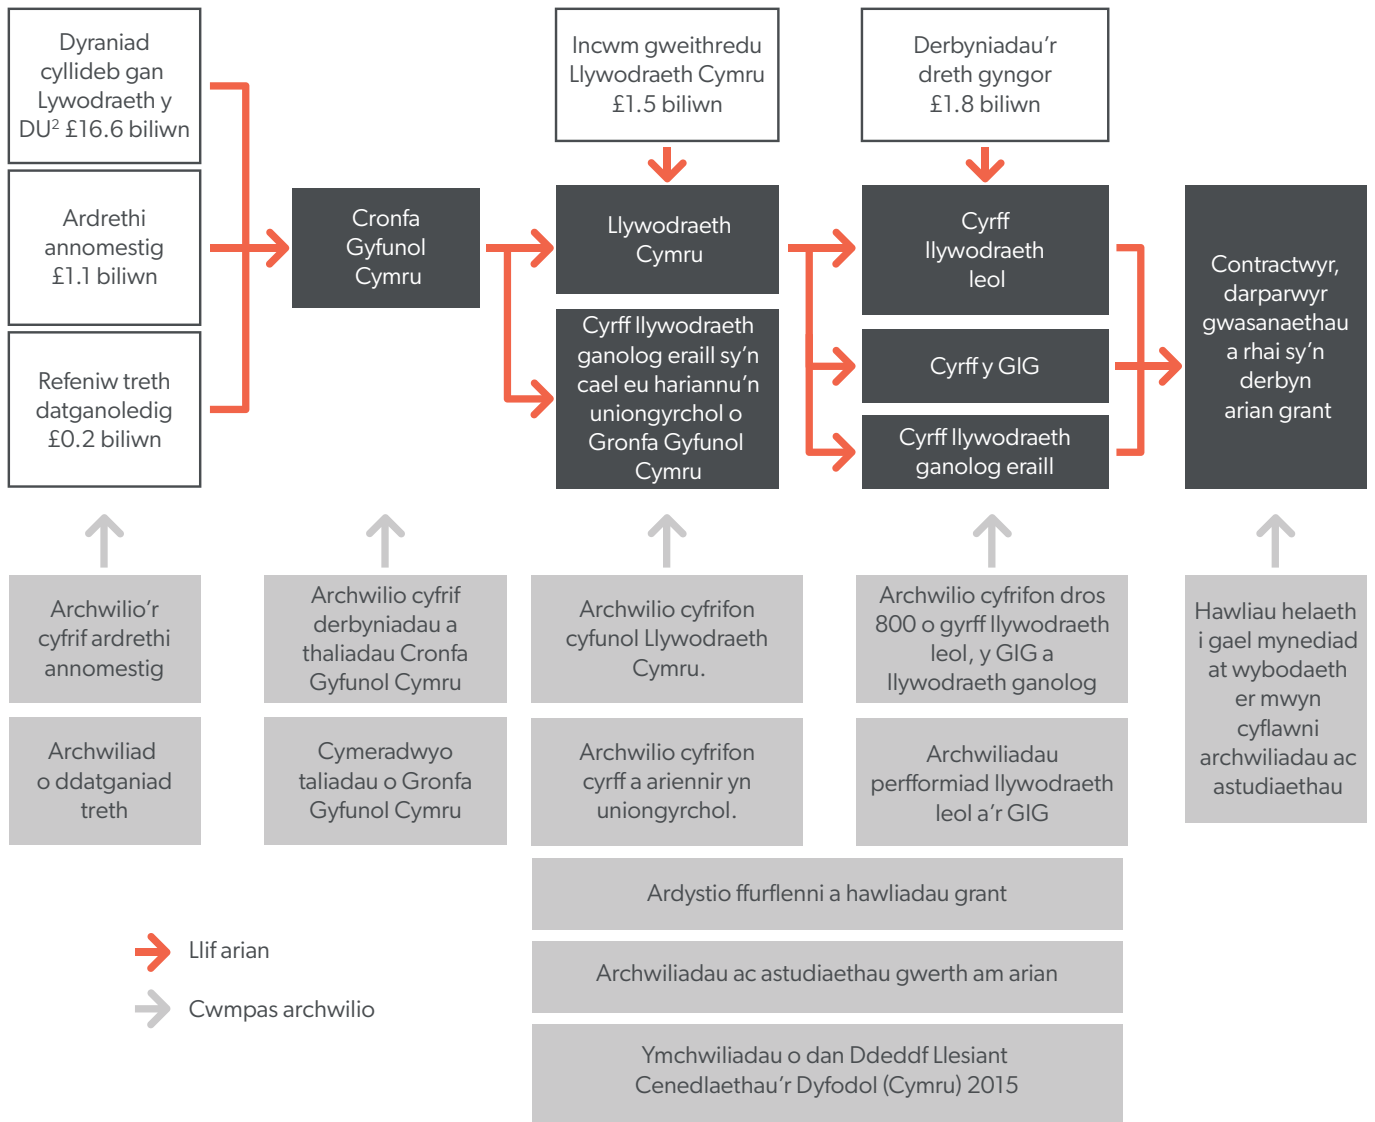 Dyraniad
cyllideb gan
Lywodraeth y
DU² £16.6 biliwn
Ardrethi
annomestig
£1.1 biliwn
Refeniw treth
datganoledig
£0.2 biliwn
Cronfa
Gyfunol
Cymru
Incwm gweithredu
Llywodraeth Cymru
£1.5 biliwn
Llywodraeth
Cymru
Cyrff llywodraeth
ganolog eraill sy’n
cael eu hariannu’n
uniongyrchol o
Gronfa Gyfunol
Cymru
Derbyniadau’r
dreth gyngor
£1.8 biliwn
Cyrff
llywodraeth
leol
Cyrff y GIG
Cyrff llywodraeth
ganolog eraill
Contractwyr,
darparwyr
gwasanaethau
a rhai sy’n
derbyn
arian grant
Archwilio’r
cyfrif ardrethi
annomestig
Archwiliad
o ddatganiad
treth
Archwilio cyfrif
derbyniadau a
thaliadau Cronfa
Gyfunol Cymru
Cymeradwyo
taliadau o Gronfa
Gyfunol Cymru
Archwilio cyfrifon
cyfunol Llywodraeth
Cymru.
Archwilio cyfrifon
cyrff a ariennir yn
uniongyrchol.
Archwilio cyfrifon dros
800 o gyrff llywodraeth
leol, y GIG a
llywodraeth ganolog
Archwiliadau
perfformiad llywodraeth
leol a’r GIG
Hawliau helaeth
i gael mynediad
at wybodaeth
er mwyn
cyflawni
archwiliadau ac
astudiaethau
Ardystio ffurflenni a hawliadau grant
Archwiliadau ac astudiaethau gwerth am arian
Ymchwiliadau o dan Ddeddf Llesiant
Cenedlaethau'r Dyfodol (Cymru) 2015
Llif arian
Cwmpas archwilio